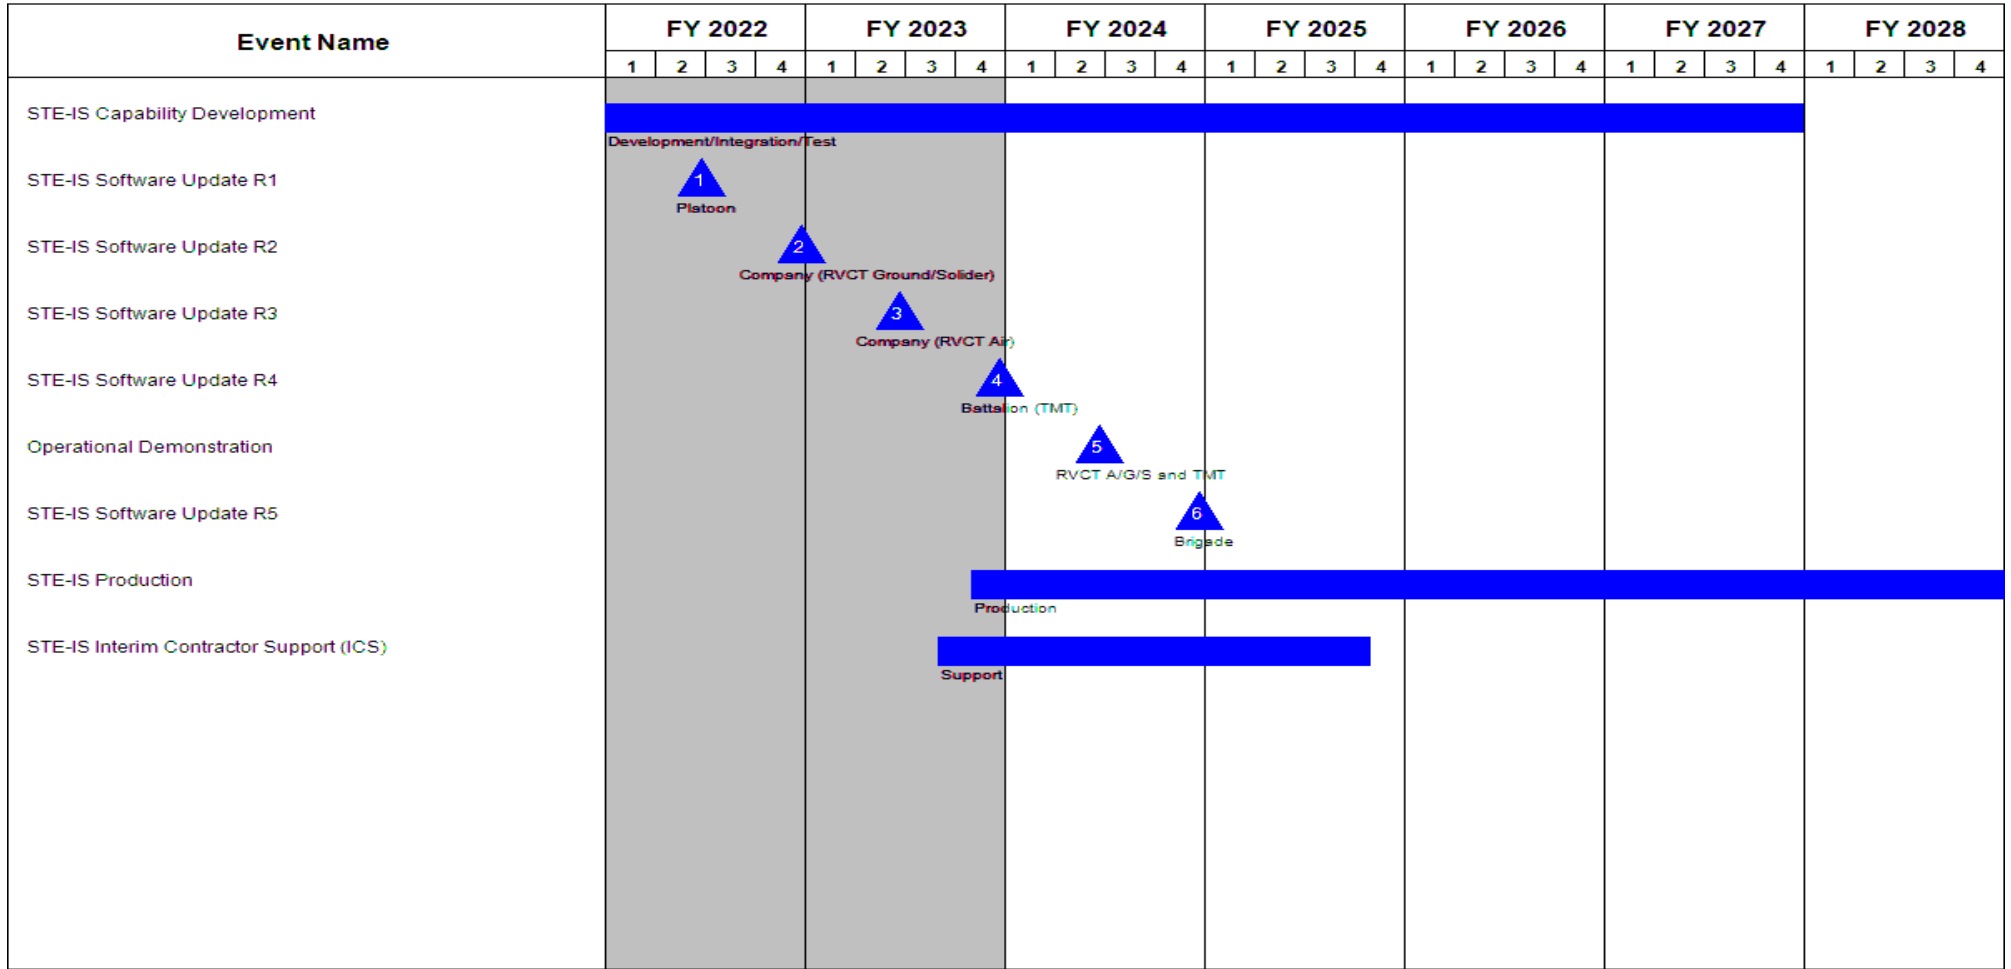 Event Name FY 2022 FY 2023 FY 2024 FY 2025 FY 2026 FY 2027 FY 2028
1 2 3 4 1 2 3 4 1 2 3 4 1 2 3 4 1 2 3 4 1 2 3 4 1 2 3 4
STE-IS Capability Development
Development/Integration/Test
STE-IS Software Update R1 1
Platoon
STE-IS Software Update R2 2
Company (RVCT Ground/Solider)
STE-IS Software Update R3 3
Company (RVCT Air)
STE-IS Software Update R4 4
Battalion (TMT)
Operational Demonstration 5
RVCT A/G/S and TMT
STE-IS Software Update R5 6
Brigade
STE-IS Production
Production
STE-IS Interim Contractor Support (ICS)
Support